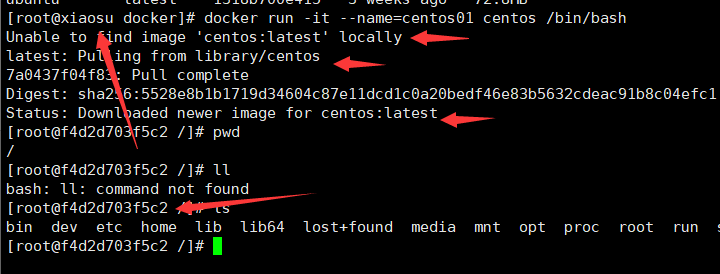 [root@xiaosu docker]# docker run -it --name=centos01 centos /bin/bash
Unable to find image 'centos:latest' locally
latest: Pulling from library/centos
7a0437f04f83: Pull complete
Digest: sha256:5528e8b1b1719d34604c87e11dcd1c0a20bedf46e83b5632cdeac91b8c04efc1
Status: Downloaded newer image for centos:latest
[root@f4d2d703f5c2 /]# pwd
/
[root@f4d2d703f5c2 /]# ll
bash: ll: command not found
[root@f4d2d703f5c2 /]# ls
bin dev etc home lib lib64 lost+found media mnt opt proc root run
[root@f4d2d703f5c2 /]#